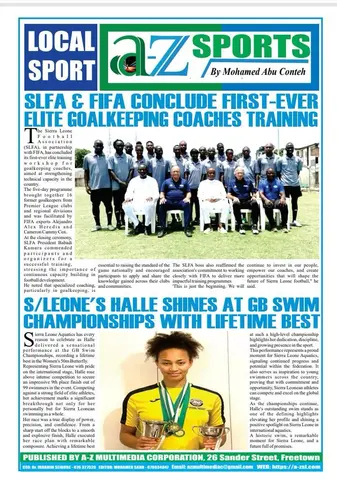 LOCAL
SPORT
a-Z SPORTS
By Mohamed Abu Conteh
SLFA & FIFA CONCLUDE FIRST-EVER
ELITE GOALKEEPING COACHES TRAINING
The Sierra Leone
Football
Association
(SLFA), in partnership
with FIFA, has concluded
its first-ever elite training
workshop for
goalkeeping coaches,
aimed at strengthening
technical capacity in the
country.
The five-day programme
brought together 18
former goalkeepers from
Premier League clubs
and regional divisions
and was facilitated by
FIFA experts Alejandro
Heredia and
Cameron
At the closing ceremony,
SLFA President Babadi
Kamara commended
participants and
organizers for a
successful training,
stressing the importance of
continuous capacity building in
football.
He noted that specialized coaching,
particularly in goalkeeping, is
essential to raising the standard of the
game nationally and encouraged
participants to apply and share the
knowledge gained across their clubs
and communities.
The SLFA boss also reaffirmed the
association's commitment to working
closely with FIFA to deliver more
impactful training programmes.
"This is just the beginning. We will
continue to invest in our people,
empower our coaches, and create
opportunities that will shape the
future of Sierra Leone football," he
said.
S/LEONE'S HALLE SHINES AT GB SWIM
CHAMPIONSHIPS WITH LIFETIME BEST
Sierra Leone Aquatics has every
reason to celebrate as Halle
delivered a sensational
performance at the GB Swim
Championships, recording a lifetime
best in the Women's 50m Butterfly.
Representing Sierra Leone with pride
on the international stage, Halle rose
above intense competition to secure
an impressive 9th place finish out of
99 swimmers in the event. Competing
against a strong field of elite athletes,
her achievement marks a significant
breakthrough not only for her
personally but for Sierra Leonean
swimming as a whole.
Her race was a true display of power,
precision, and confidence. From a
sharp start off the blocks to a smooth
and explosive finish, Halle executed
her race plan with remarkable
composure. Achieving a lifetime best
at such a high-level championship
highlights her dedication, discipline,
and growing presence in the sport.
This performance represents a proud
moment for Sierra Leone Aquatics,
signaling continued progress and
potential within the federation. It
also serves as inspiration to young
swimmers across the country,
proving that with commitment and
opportunity, Sierra Leonean athletes
can compete and excel on the global
stage.
As the championships continue,
Halle's outstanding swim stands as
one of the defining highlights
elevating her profile and shining a
positive spotlight on Sierra Leone in
international aquatics.
A historic swim, a remarkable
moment for Sierra Leone, and a
future full of promises.
PUBLISHED BY A-Z MULTIMEDIA CORPORATION, 26 Sander Street, Freetown